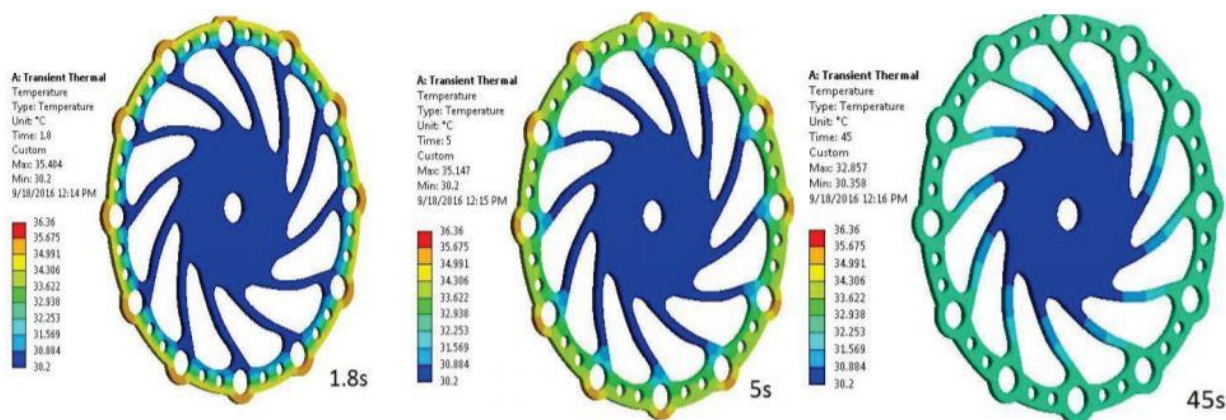 A: Transient Thermal
Temperature
Type: Temperature
Unit: °C
Time: 1.8
Custom
Max: 35.484
Min: 30.2
9/18/2016 12:14 PM
36.36
35.675
34.991
34.306
33.622
32.938
32.253
31.569
30.884
30.2
1.8s
A: Transient Thermal
Temperature
Type: Temperature
Unit: °C
Time: 5
Custom
Max: 35.147
Min: 30.2
9/18/2016 12:15 PM
36.36
35.675
34.991
34.306
33.622
32.938
32.253
31.569
30.884
30.2
5s
A: Transient Thermal
Temperature
Type: Temperature
Unit: °C
Time: 45
Custom
Max: 32.857
Min: 30.358
9/18/2016 12:16 PM
36.36
35.675
34.991
34.306
33.622
32.938
32.253
31.569
30.884
30.2
45s